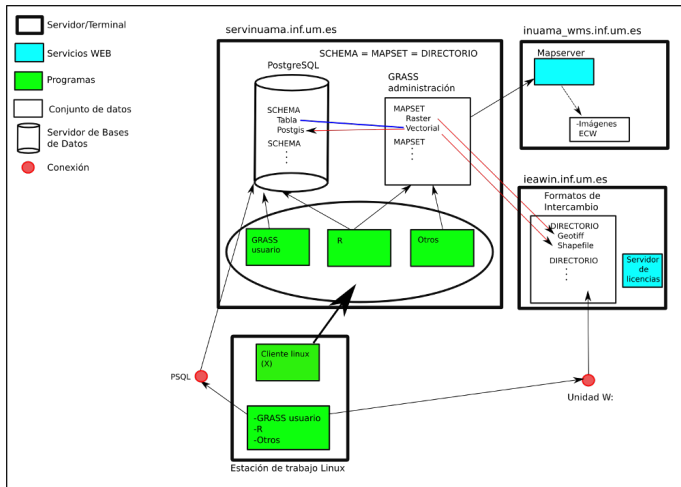 Servidor/Terminal
Servicios WEB
Programas
Conjunto de datos
Servidor de Bases
de Datos
Conexión
servinuama.inf.um.es
SCHEMA = MAPSET = DIRECTORIO
PostgreSQL
SCHEMA
Tabla
Postgis
SCHEMA
GRASS
administración
MAPSET
Raster
Vectorial
MAPSET
GRASS
usuario
R
Otros
inuama_wms.inf.um.es
Mapserver
-Imágenes
ECW
ieawin.inf.um.es
Formatos de
Intercambio
DIRECTORIO
Geotiff
Shapefile
DIRECTORIO
Servidor
de
licencias
Cliente linux
(X)
PSQL
-GRASS usuario
-R
-Otros
Estación de trabajo Linux
Unidad W: